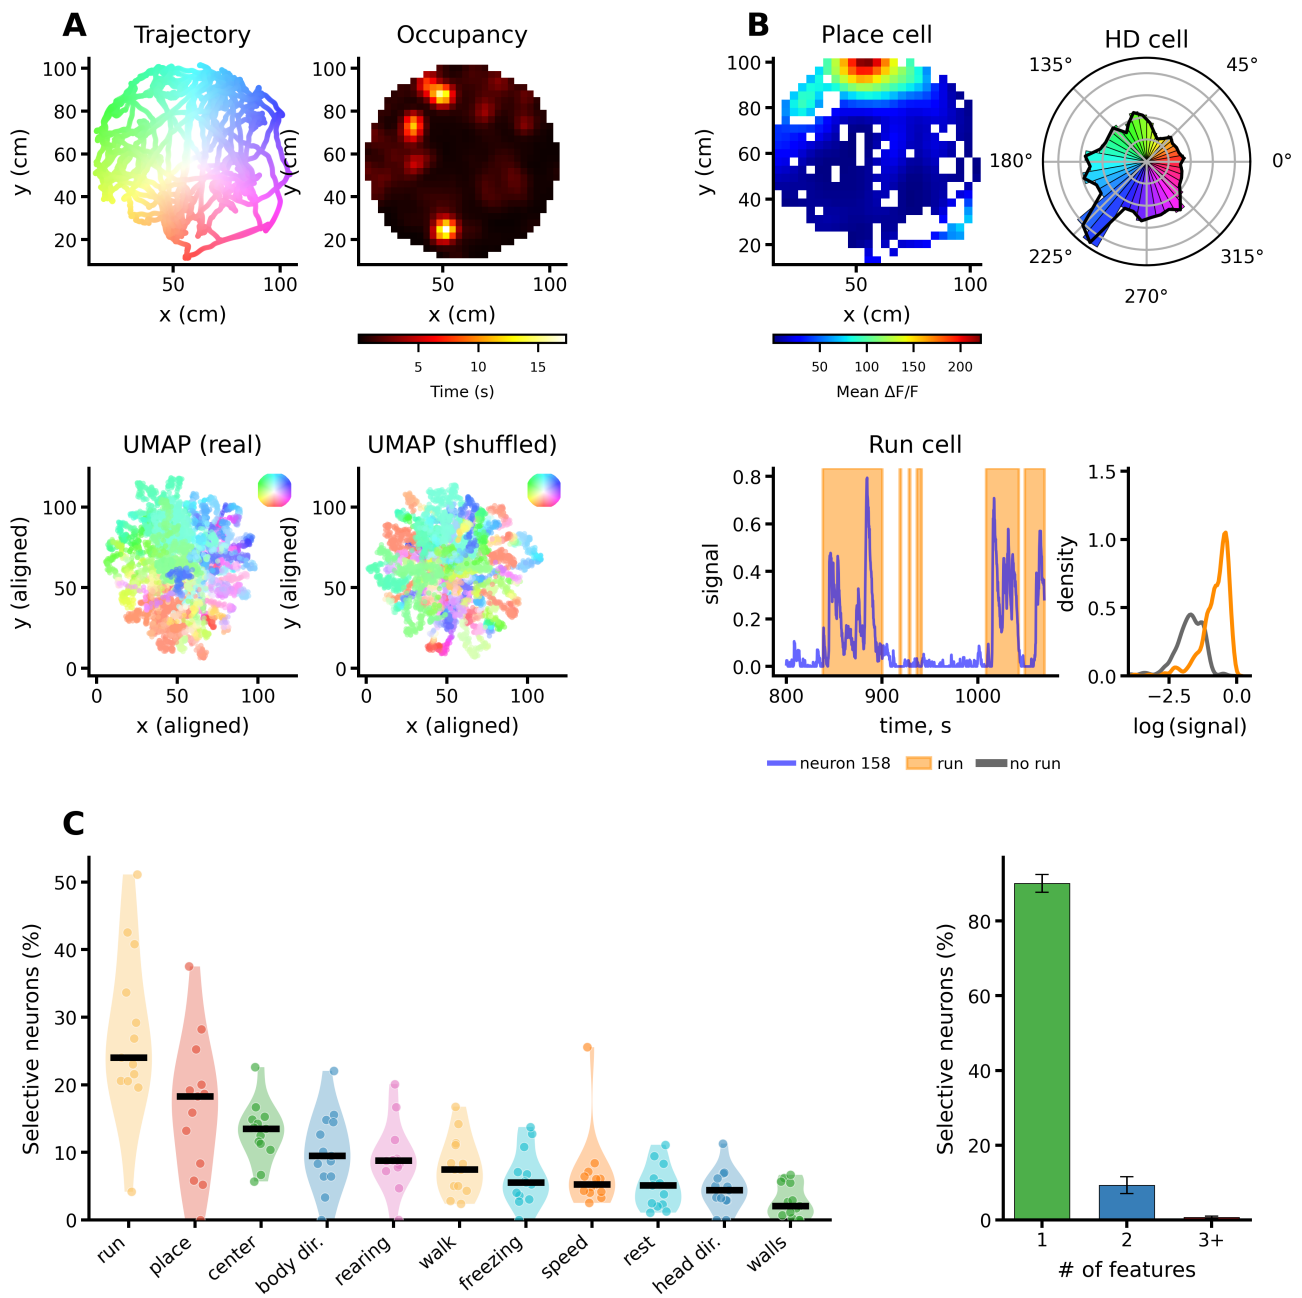 A
Trajectory
100
80
60
40
20
y (cm)
50
100
x (cm)
Occupancy
100
80
60
40
20
y (cm)
50
100
x (cm)
5
10
15
Time (s)
B
Place cell
100
80
60
40
20
y (cm)
50
100
x (cm)
50
100
150
200
Mean ΔF/F
HD cell
135°
45°
180°
0°
225°
315°
270°
UMAP (real)
100
50
0
y (aligned)
0
50
100
x (aligned)
UMAP (shuffled)
100
50
0
y (aligned)
0
50
100
x (aligned)
Run cell
0.8
0.6
0.4
0.2
0.0
signal
800
900
1000
time, s
1.5
1.0
0.5
0.0
density
−2.5
0.0
log(signal)
neuron 158
run
no run
C
50
40
30
20
10
0
Selective neurons (%)
run
place
center
body dir.
rearing
walk
freezing
speed
rest
head dir.
walls
80
60
40
20
0
Selective neurons (%)
1
2
3+
# of features